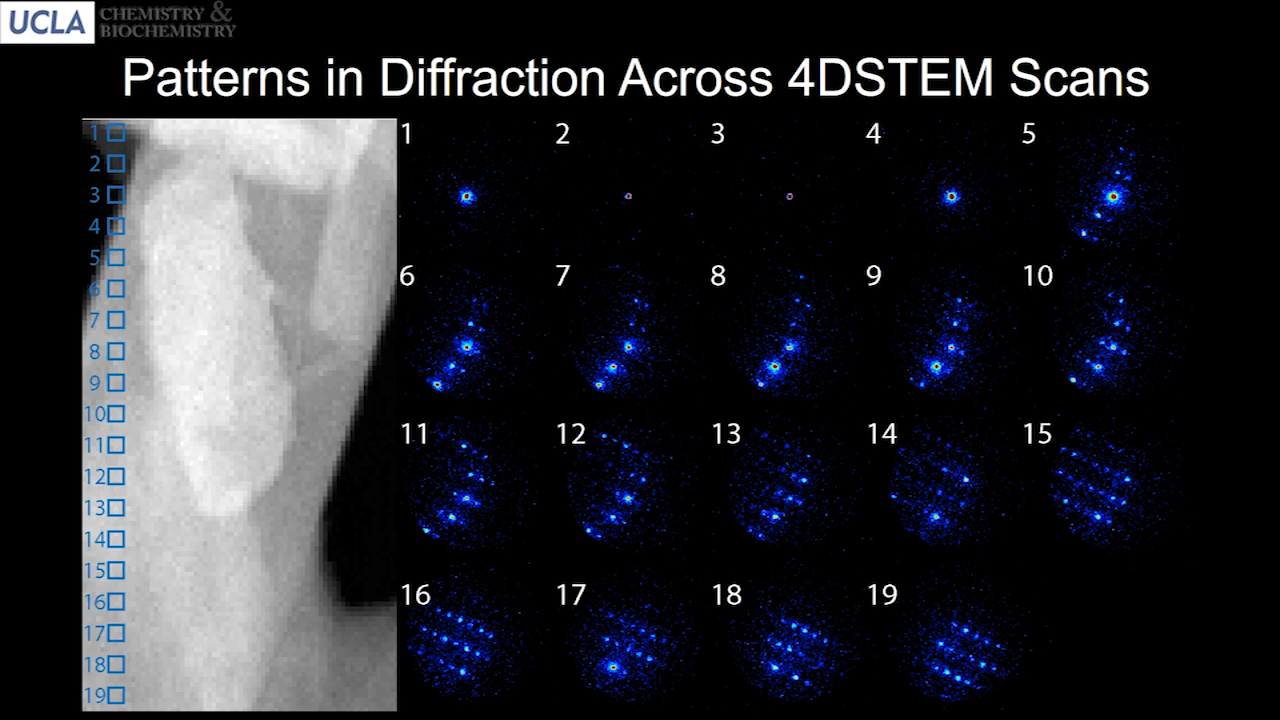 UCLA CHEMISTRY &
BIOCHEMISTRY
Patterns in Diffraction Across 4DSTEM Scans
1
2
3
4
5
6
7
8
9
10
11
12
13
14
15
16
17
18
19
1 2 3 4 5
6 7 8 9 10
11 12 13 14 15
16 17 18 19